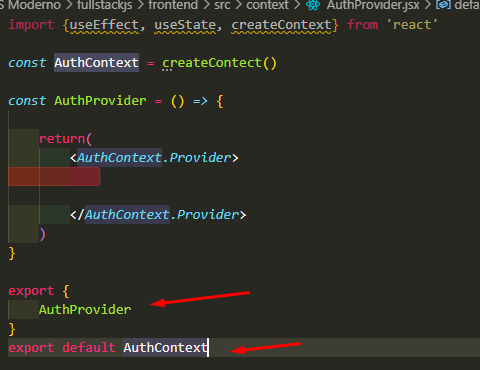 S Moderno > fullstackjs > frontend > src > context > AuthProvider.jsx > defa
import {useEffect, useState, createContext} from 'react'
const AuthContext = createContect()
const AuthProvider = () => {
return(
<AuthContext.Provider>
</AuthContext.Provider>
)
}
export {
AuthProvider
}
export default AuthContext